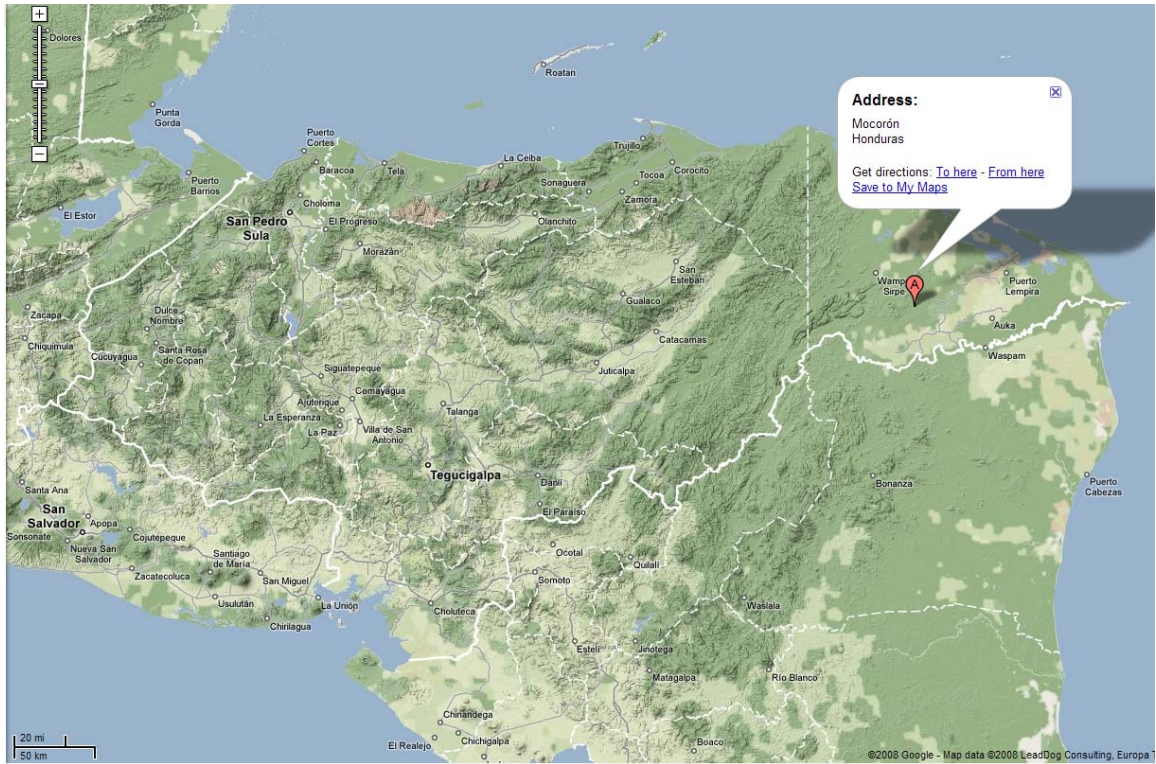 Dolores
Roatan
Punta
Gorda
Address:
Mocorón
Honduras
Get directions: To here - From here
Save to My Maps
Puerto
Cortes
Trujillo
La Ceiba
Baracoa
Tela
Corocito
Tocoa
Sonaguera
Zamora
Puerto
Barrios
Choloma
El Estor
San Pedro
Sula
El Progreso
Olanchito
Morazán
San
Esteban
Wamp
Sirpe
A
Puerto
Lempira
Gualaco
Zacapa
Dulce
Nombre
Auka
Chiquimula
Catacamas
Waspam
Cucuyagua
Santa Rosa
de Copan
Siguatepeque
Juticalpa
Comayagua
Ajuterique
La Esperanza
Talanga
La Paz
Villa de San
Antonio
Tegucigalpa
Danli
Bonanza
Puerto
Cabezas
Santa Ana
El Paraiso
San
Salvador
Apopa
Sonsonate
Cojutepeque
Nueva San
Salvador
Santiago
de Maria
Ocotal
Quilali
Zacatecoluca
San Miguel
Somoto
Usulután
La Unión
Choluteca
Waslala
Chirilagua
Esteli
Jinotega
Matagalpa
Río Blanco
Chinandega
El Realejo
Chichigalpa
Boaco
20 mi
50 km
©2008 Google - Map data ©2008 LeadDog Consulting, Europa T